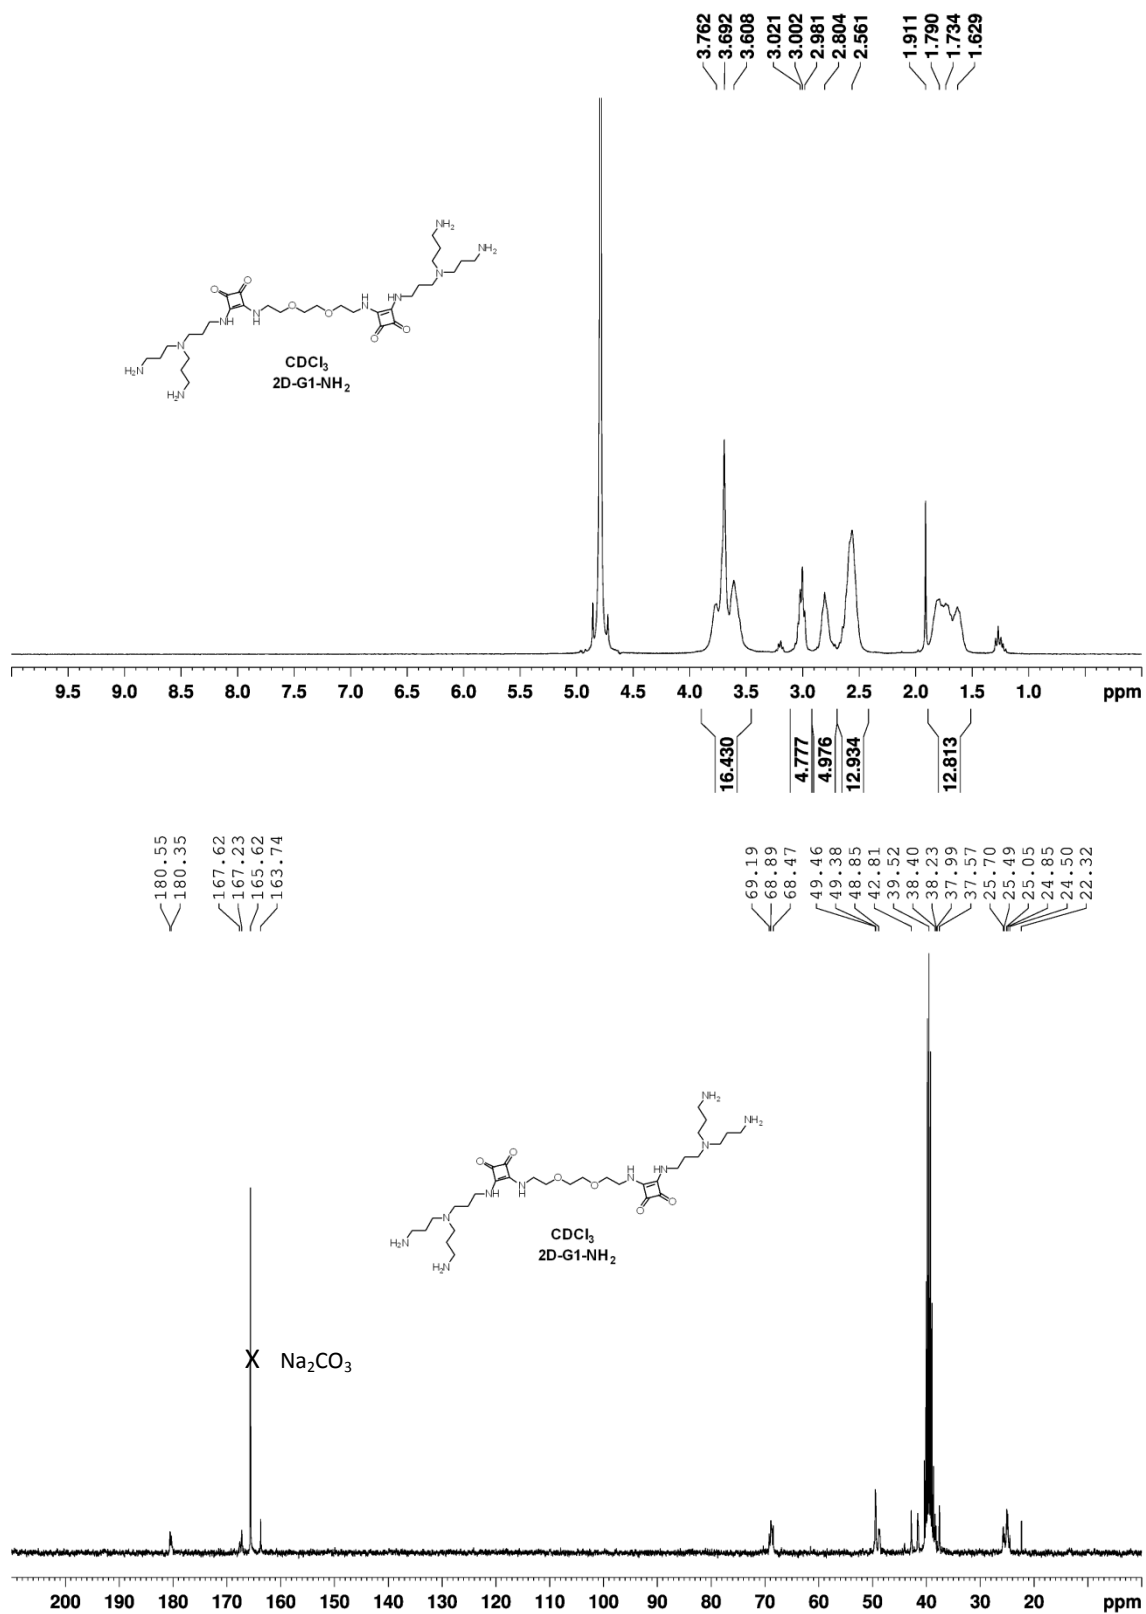 3.762
3.692
3.608
3.021
3.002
2.981
2.804
2.561
1.911
1.790
1.734
1.629
NH₂
NH₂
N
O
O
HN
H
N
O
O
NH
N
H
O
O
N
H₂N
H₂N
CDCl₃
2D-G1-NH₂
9.5 9.0 8.5 8.0 7.5 7.0 6.5 6.0 5.5 5.0 4.5 4.0 3.5 3.0 2.5 2.0 1.5 1.0 ppm
16.430
4.777
4.976
12.934
12.813
180.55
180.35
167.62
167.23
165.62
163.74
69.19
68.89
68.47
49.46
49.38
48.85
42.81
39.52
38.40
38.23
37.99
37.57
25.70
25.49
25.05
24.85
24.50
22.32
NH₂
NH₂
N
O
O
H
N
HN
O
O
NH
N
H
O
O
N
H₂N
H₂N
CDCl₃
2D-G1-NH₂
X Na₂CO₃
200 190 180 170 160 150 140 130 120 110 100 90 80 70 60 50 40 30 20 ppm